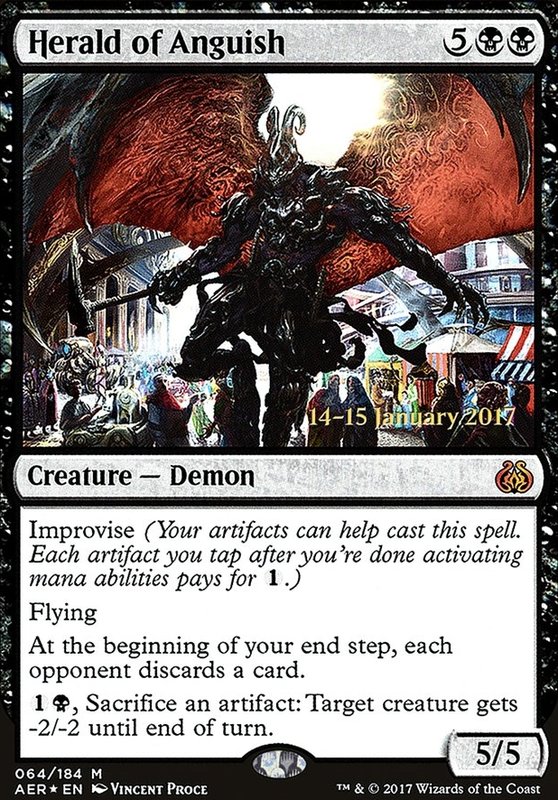 Herald of Anguish 5
14-15 January 2017
Creature — Demon
Improvise (Your artifacts can help cast this spell.
Each artifact you tap after you're done activating
mana abilities pays for 1.)
Flying
At the beginning of your end step, each
opponent discards a card.
1, Sacrifice an artifact: Target creature gets
-2/-2 until end of turn.
5/5
064/184 M
AER★EN Vincent Proce
™ & © 2017 Wizards of the Coast